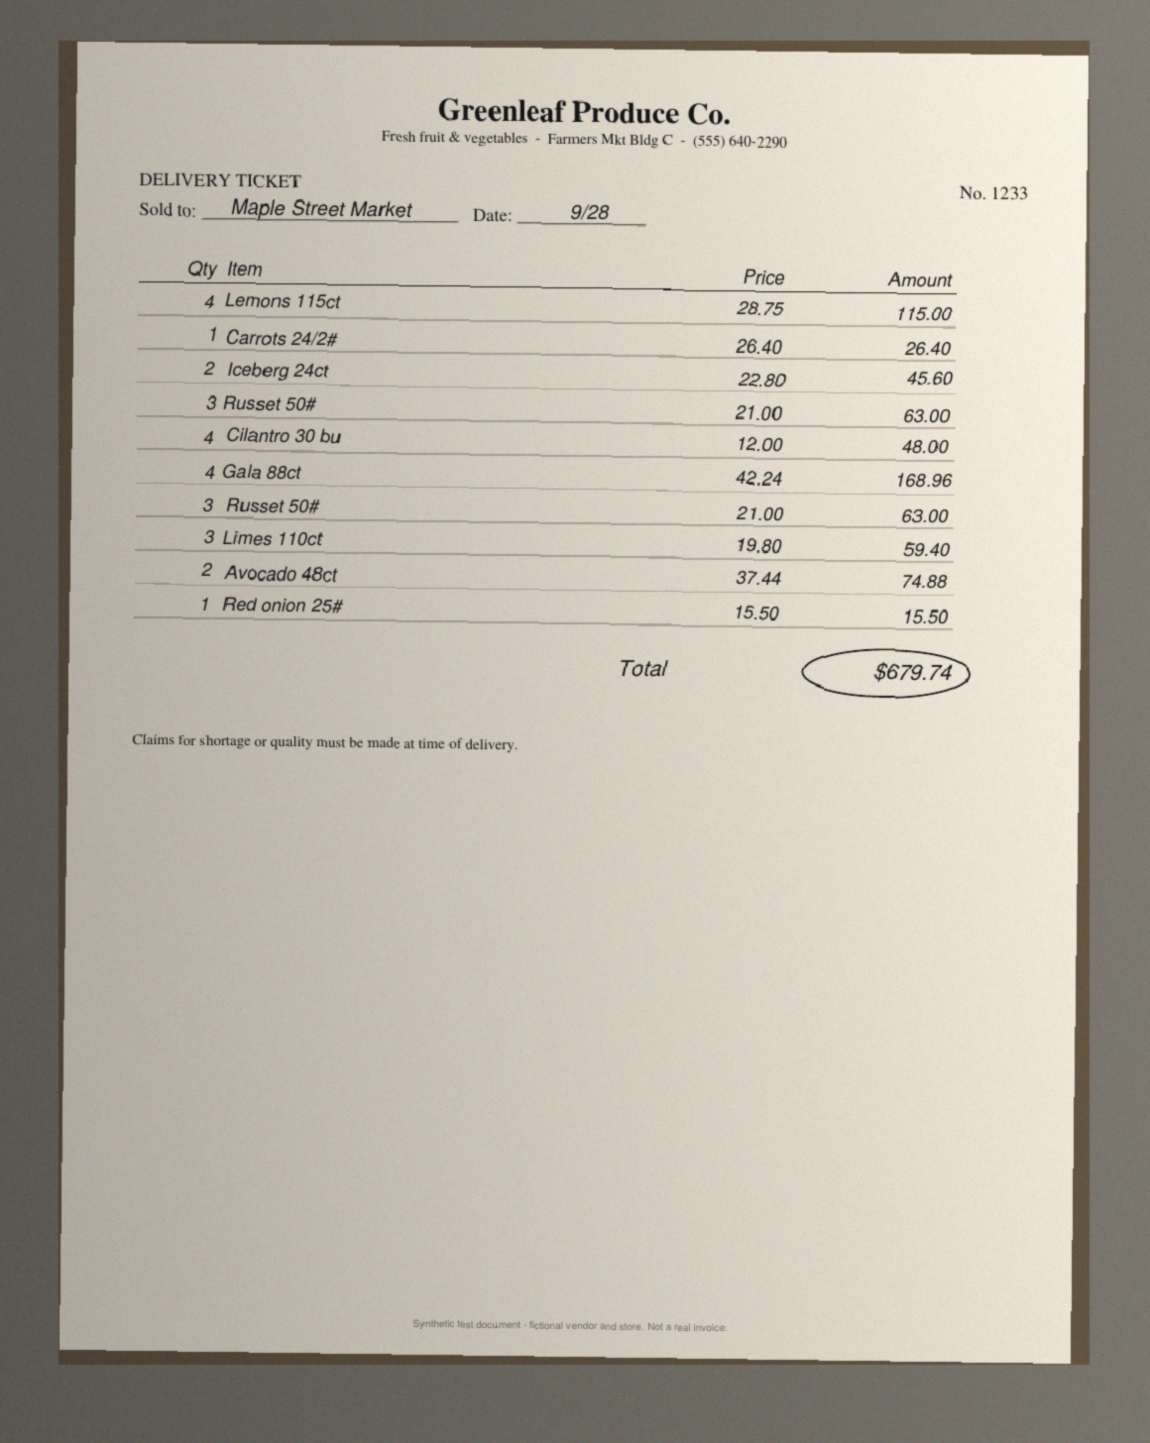 Greenleaf Produce Co.
Fresh fruit & vegetables - Farmers Mkt Bldg C - (555) 640-2290
DELIVERY TICKET
No. 1233
Sold to: Maple Street Market Date: 9/28
Qty Item Price Amount
4 Lemons 115ct 28.75 115.00
1 Carrots 24/2# 26.40 26.40
2 Iceberg 24ct 22.80 45.60
3 Russet 50# 21.00 63.00
4 Cilantro 30 bu 12.00 48.00
4 Gala 88ct 42.24 168.96
3 Russet 50# 21.00 63.00
3 Limes 110ct 19.80 59.40
2 Avocado 48ct 37.44 74.88
1 Red onion 25# 15.50 15.50
Total $679.74
Claims for shortage or quality must be made at time of delivery.
Synthetic test document - fictional vendor and store. Not a real invoice.